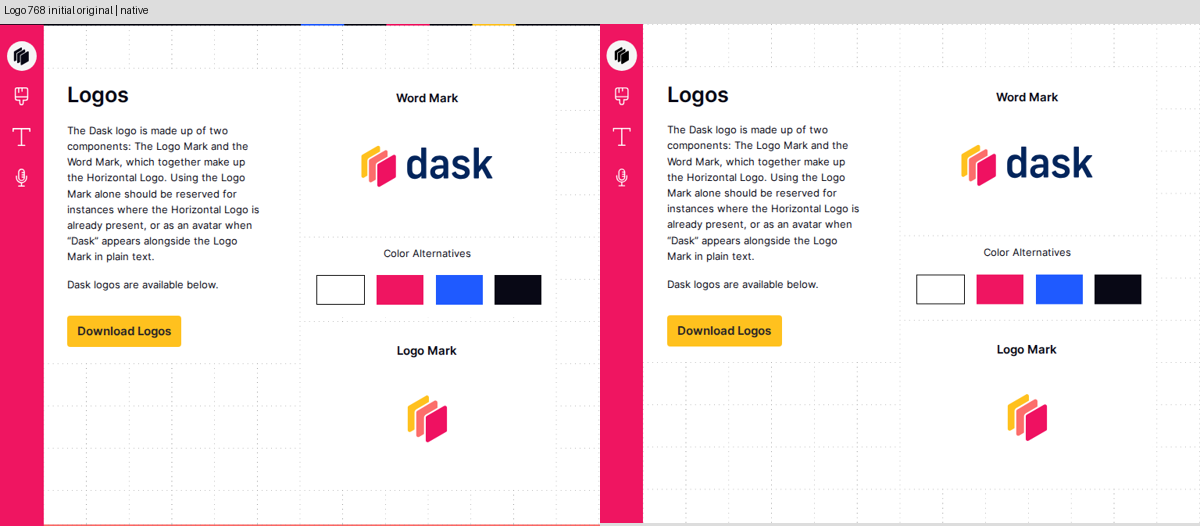 Logo 768 initial original | native
Logos
The Dask logo is made up of two
components: The Logo Mark and the
Word Mark, which together make up
the Horizontal Logo. Using the Logo
Mark alone should be reserved for
instances where the Horizontal Logo is
already present, or as an avatar when
“Dask” appears alongside the Logo
Mark in plain text.
Dask logos are available below.
Download Logos
Word Mark
dask
Color Alternatives
Logo Mark
Logos
The Dask logo is made up of two
components: The Logo Mark and the
Word Mark, which together make up
the Horizontal Logo. Using the Logo
Mark alone should be reserved for
instances where the Horizontal Logo is
already present, or as an avatar when
“Dask” appears alongside the Logo
Mark in plain text.
Dask logos are available below.
Download Logos
Word Mark
dask
Color Alternatives
Logo Mark